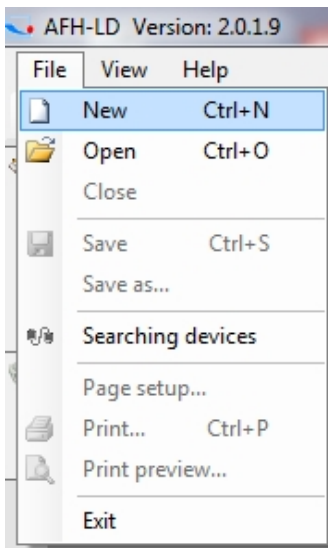 AFH-LD Version: 2.0.1.9
File View Help
New Ctrl+N
Open Ctrl+O
Close
Save Ctrl+S
Save as...
Searching devices
Page setup...
Print... Ctrl+P
Print preview...
Exit